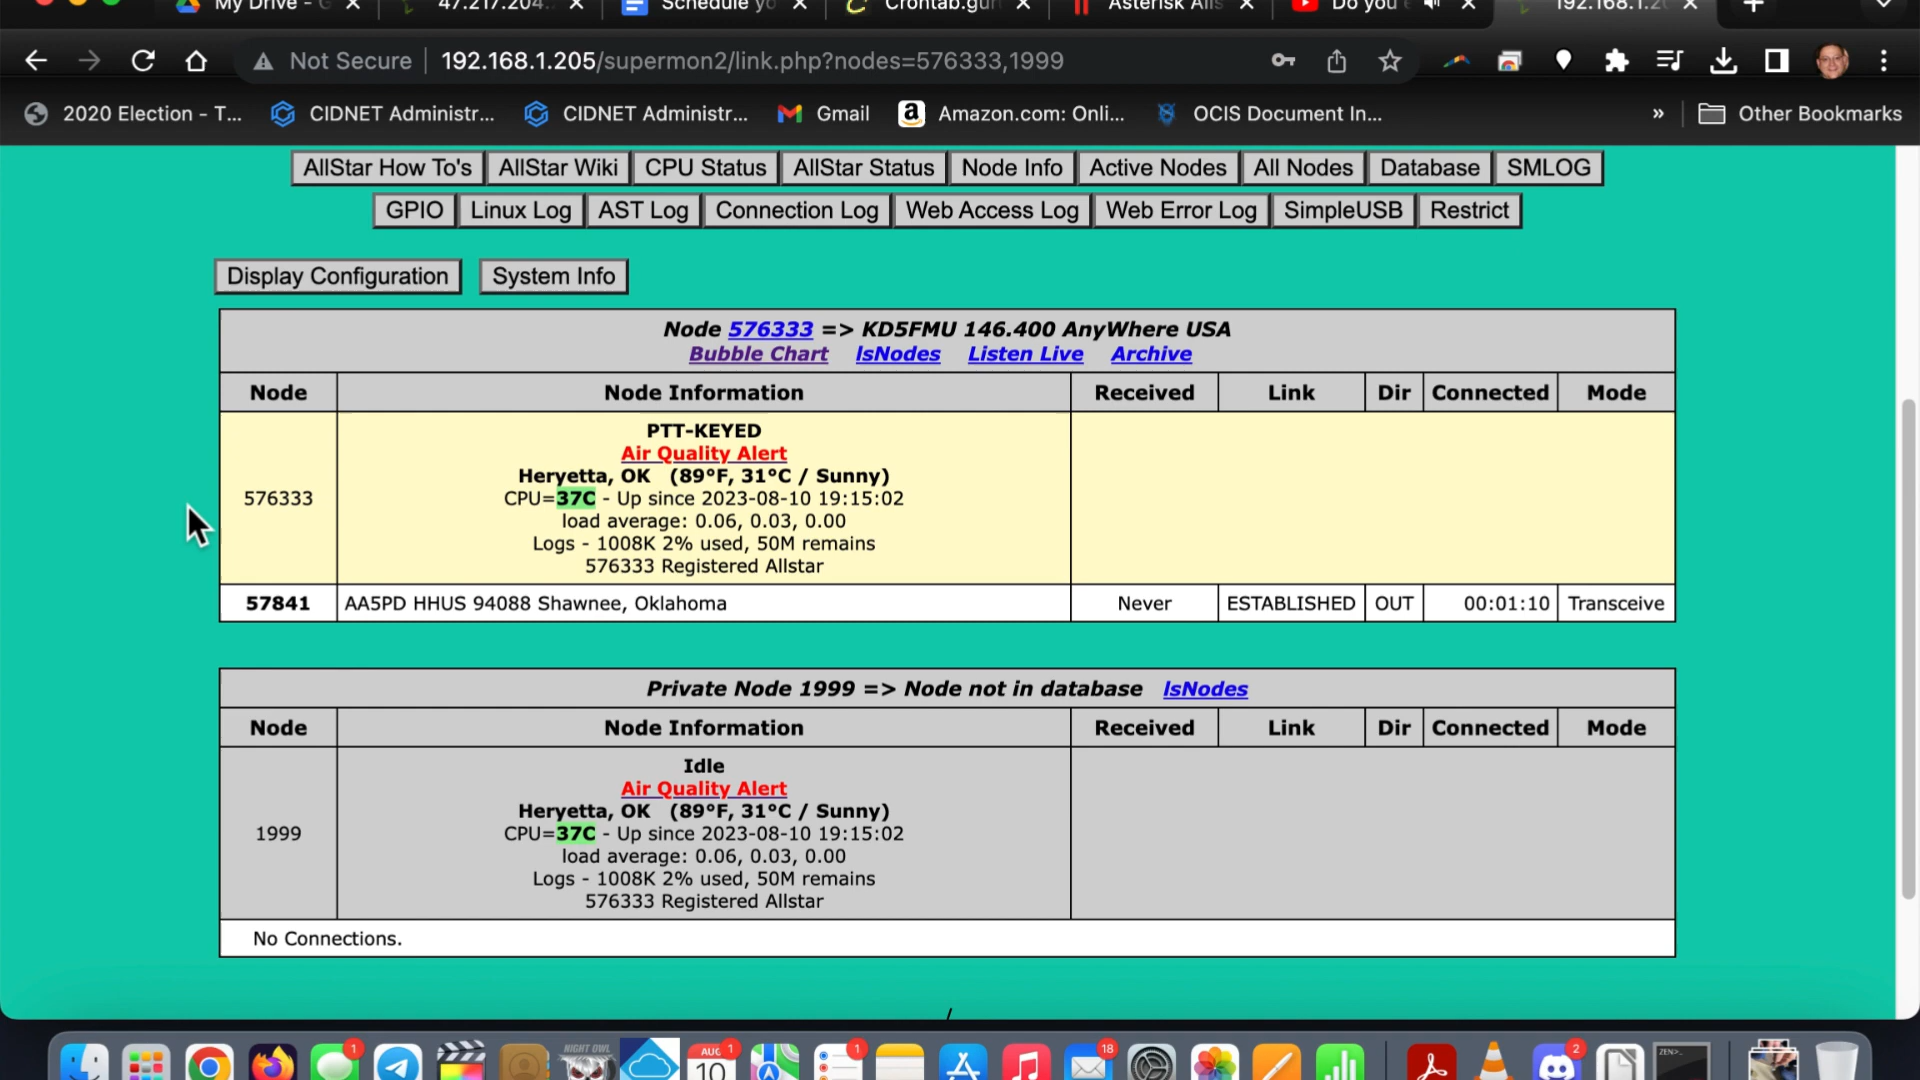 My Drive - G
47.217.204.
Schedule yo
Crontab.gur
Asterisk Alls
Do you e
192.168.1.20
Not Secure 192.168.1.205/supermon2/link.php?nodes=576333,1999
2020 Election - T... CIDNET Administr... CIDNET Administr... Gmail Amazon.com: Onli... OCIS Document In... » Other Bookmarks
AllStar How To's AllStar Wiki CPU Status AllStar Status Node Info Active Nodes All Nodes Database SMLOG
GPIO Linux Log AST Log Connection Log Web Access Log Web Error Log SimpleUSB Restrict
Display Configuration System Info
Node 576333 => KD5FMU 146.400 AnyWhere USA
Bubble Chart lsNodes Listen Live Archive
Node Node Information Received Link Dir Connected Mode
PTT-KEYED
Air Quality Alert
Heryetta, OK (89°F, 31°C / Sunny)
576333 CPU=37C - Up since 2023-08-10 19:15:02
load average: 0.06, 0.03, 0.00
Logs - 1008K 2% used, 50M remains
576333 Registered Allstar
57841 AA5PD HHUS 94088 Shawnee, Oklahoma Never ESTABLISHED OUT 00:01:10 Transceive
Private Node 1999 => Node not in database lsNodes
Node Node Information Received Link Dir Connected Mode
Idle
Air Quality Alert
Heryetta, OK (89°F, 31°C / Sunny)
1999 CPU=37C - Up since 2023-08-10 19:15:02
load average: 0.06, 0.03, 0.00
Logs - 1008K 2% used, 50M remains
576333 Registered Allstar
No Connections.
/
1 NIGHT OWL AUG 10 1 1 18 2 ZEN>_